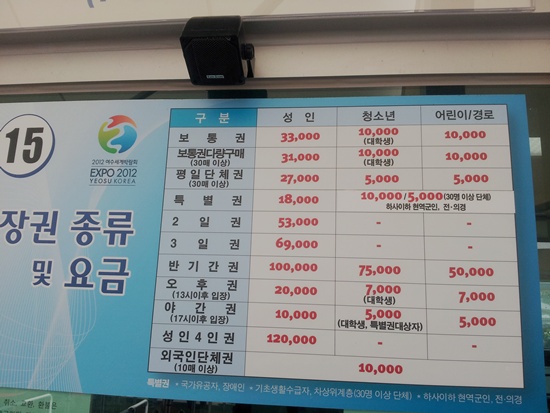 15
2012 여수세계박람회
EXPO 2012
YEOSU KOREA
장권 종류
및 요금
구 분 성 인 청소년 어린이/경로
보 통 권 33,000 10,000 (대학생) 10,000
보통권다량구매 (30매 이상) 31,000 10,000 (대학생) 10,000
평일단체권 (30매 이상) 27,000 5,000 5,000
특 별 권 18,000 10,000 / 5,000 (30명 이상 단체)
하사이하 현역군인, 전·의경
2 일 권 53,000 - -
3 일 권 69,000 - -
반 기 간 권 100,000 75,000 50,000
오 후 권 (13시이후 입장) 20,000 7,000 (대학생) 7,000
야 간 권 (17시이후 입장) 10,000 5,000 (대학생, 특별권대상자) 5,000
성 인 4 인 권 120,000 - -
외국인단체권 (10매 이상) 10,000
특별권 * 국가유공자, 장애인 * 기초생활수급자, 차상위계층(30명 이상 단체) * 하사이하 현역군인, 전·의경
취소, 교환, 환불은